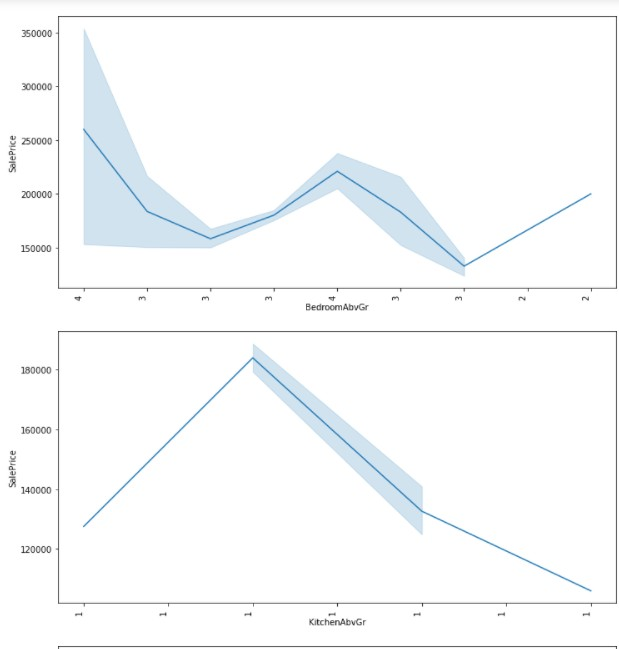 350000
300000
250000
200000
150000
SalePrice
4 3 3 3 4 3 3 2 2
BedroomAbvGr
180000
160000
140000
120000
SalePrice
1 1 1 1 1 1 1
KitchenAbvGr